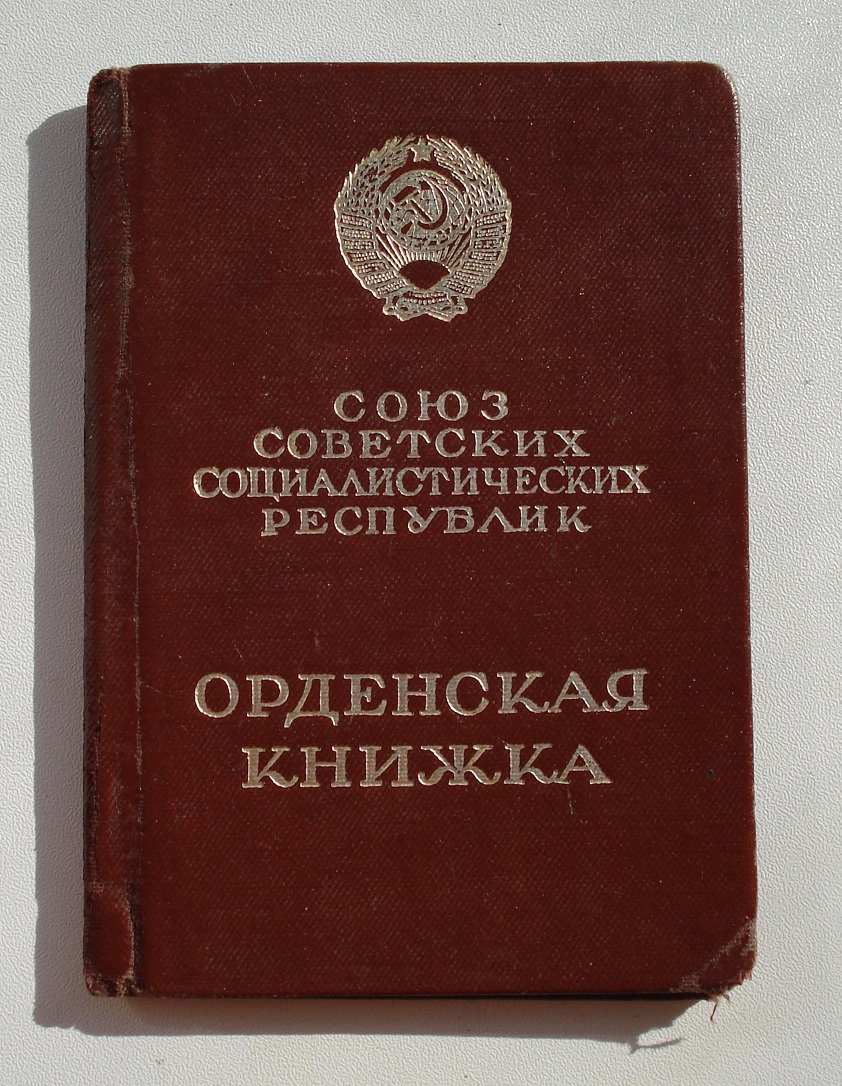 СОЮЗ
СОВЕТСКИХ
СОЦИАЛИСТИЧЕСКИХ
РЕСПУБЛИК
ОРДЕНСКАЯ
КНИЖКА